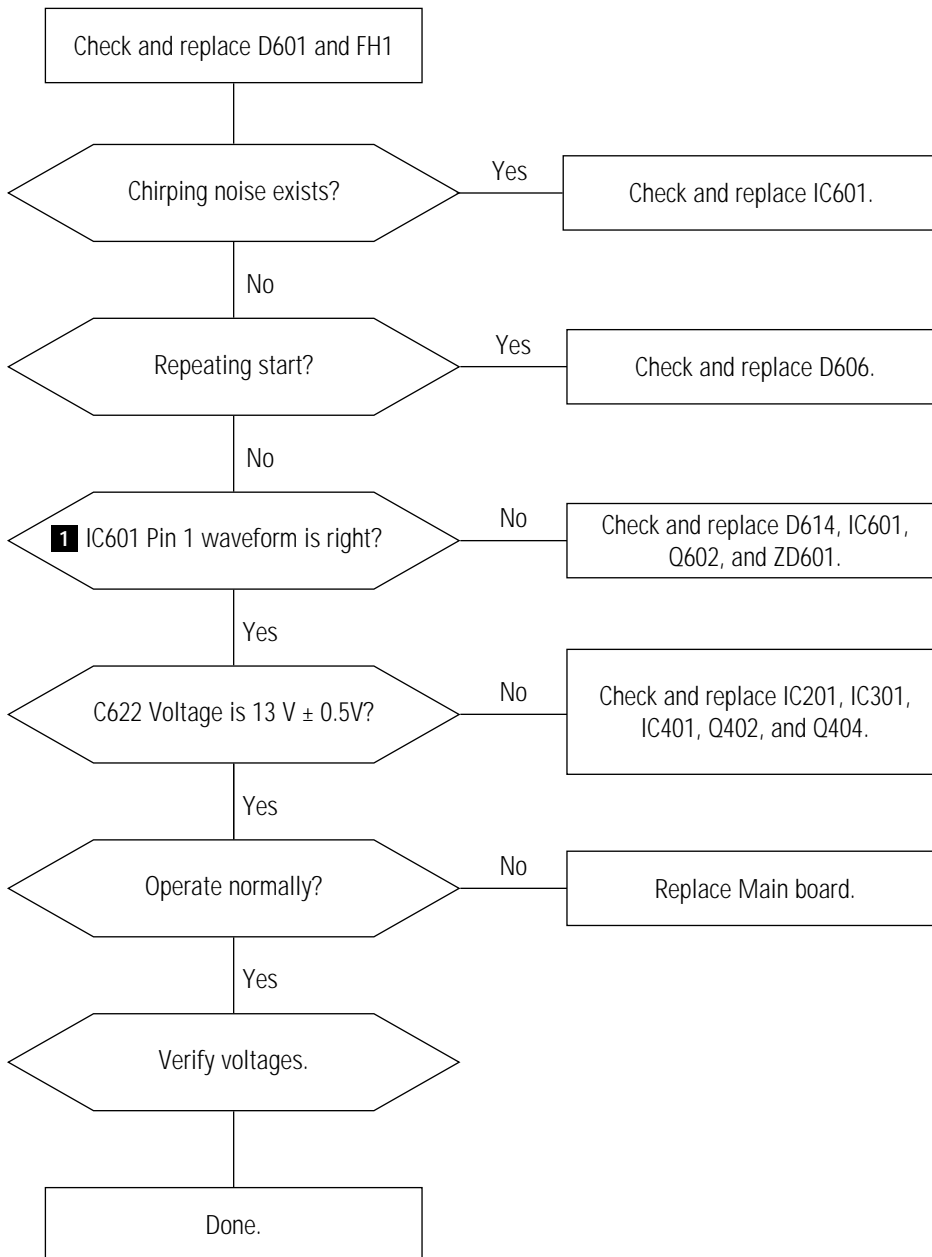 Check and replace D601 and FH1
Chirping noise exists?
Yes
Check and replace IC601.
No
Repeating start?
Yes
Check and replace D606.
No
1 IC601 Pin 1 waveform is right?
No
Check and replace D614, IC601,
Q602, and ZD601.
Yes
C622 Voltage is 13 V ± 0.5V?
No
Check and replace IC201, IC301,
IC401, Q402, and Q404.
Yes
Operate normally?
No
Replace Main board.
Yes
Verify voltages.
Done.